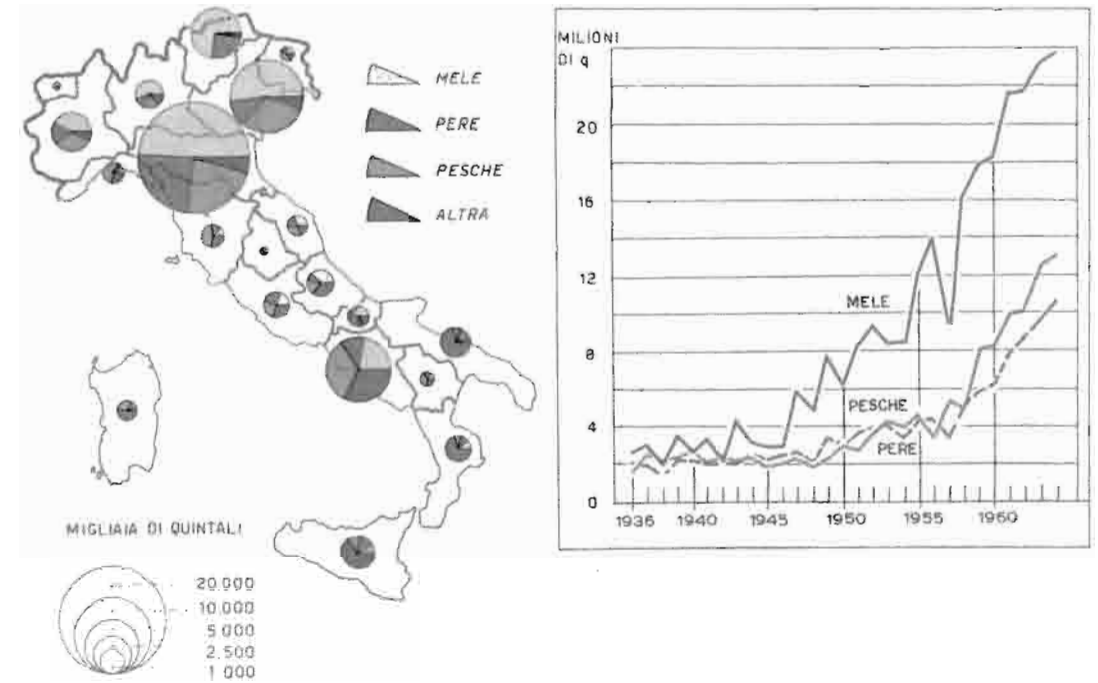 MELE
PERE
PESCHE
ALTRA
MIGLIAIA DI QUINTALI
20.000
10.000
5 000
2.500
1 000
MILIONI
DI q
20
16
12
8
4
0
MELE
PESCHE
PERE
1936 1940 1945 1950 1955 1960